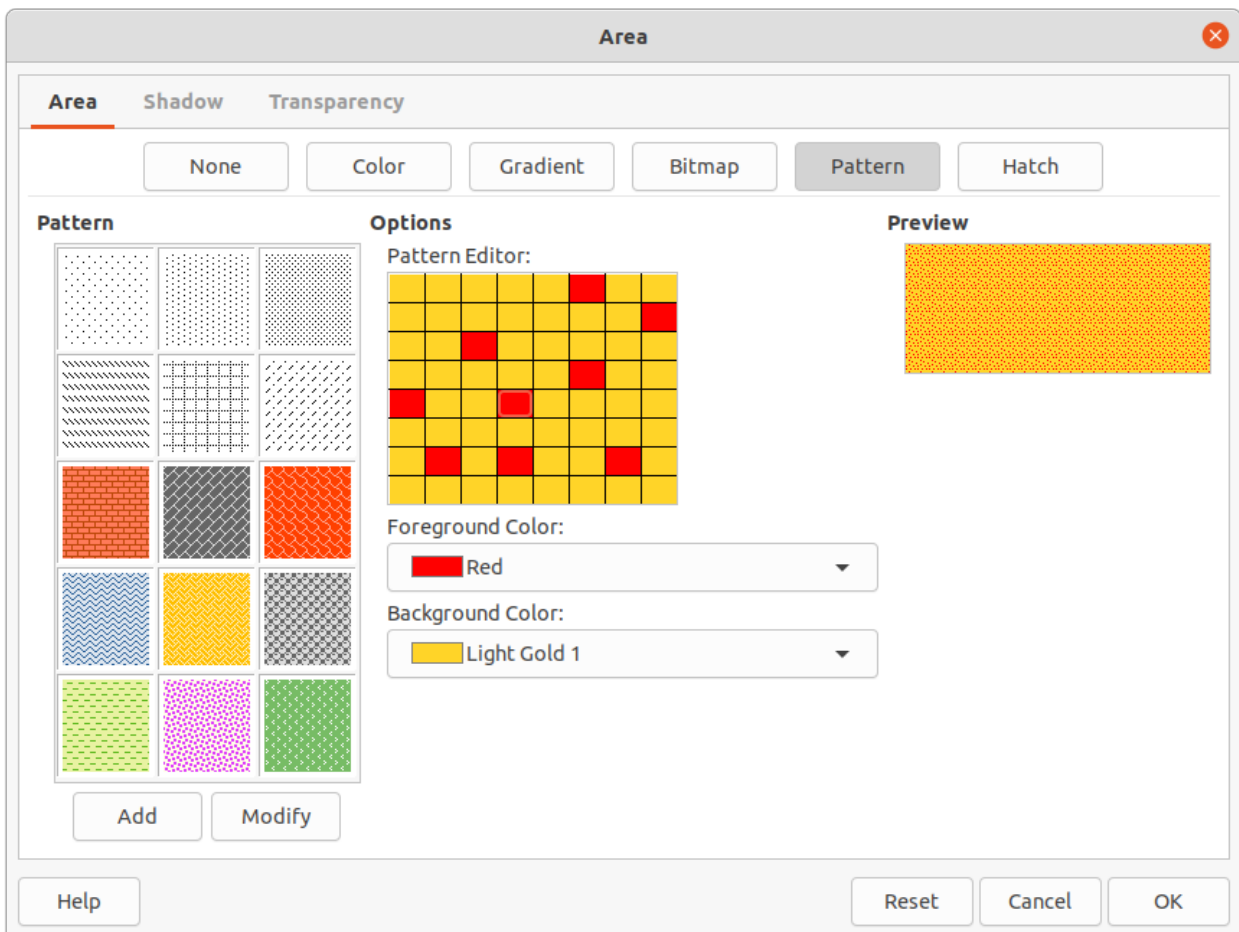 Area
Area Shadow Transparency
None Color Gradient Bitmap Pattern Hatch
Pattern
Options
Preview
Pattern Editor:
Foreground Color:
Red
Background Color:
Light Gold 1
Add Modify
Help Reset Cancel OK